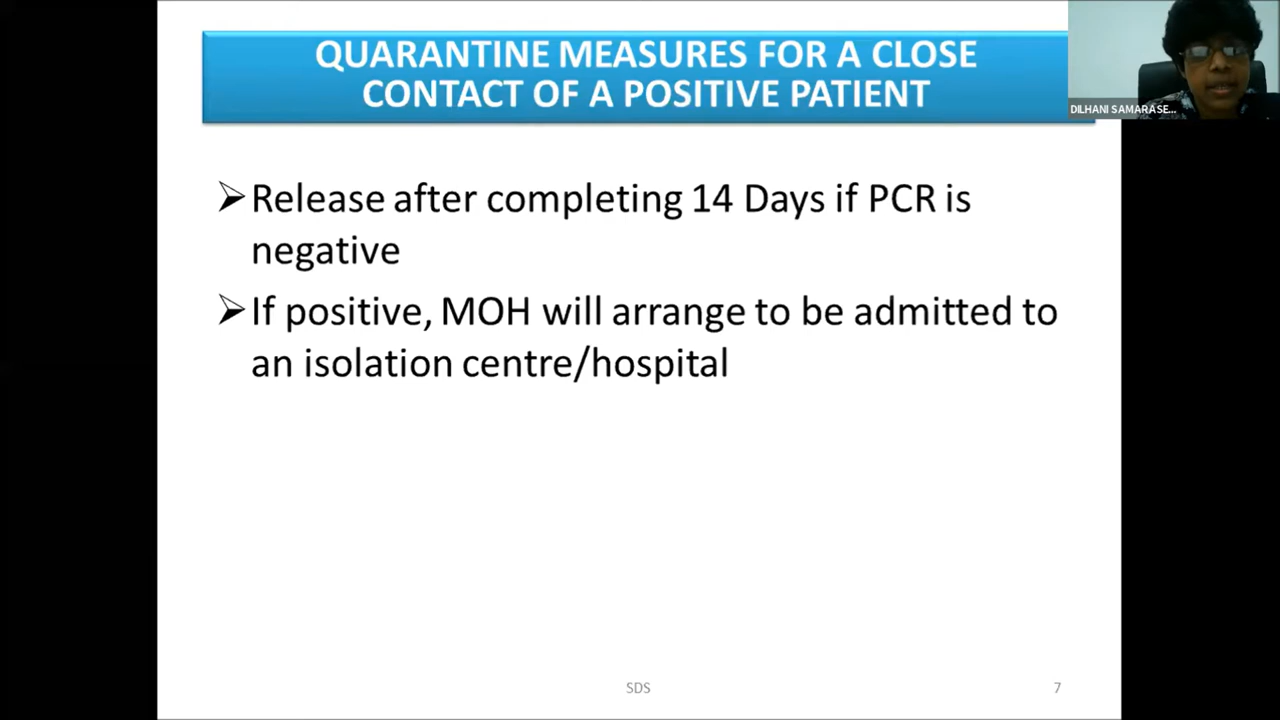 QUARANTINE MEASURES FOR A CLOSE
CONTACT OF A POSITIVE PATIENT
DILHANI SAMARASE...
Release after completing 14 Days if PCR is
negative
If positive, MOH will arrange to be admitted to
an isolation centre/hospital
SDS
7